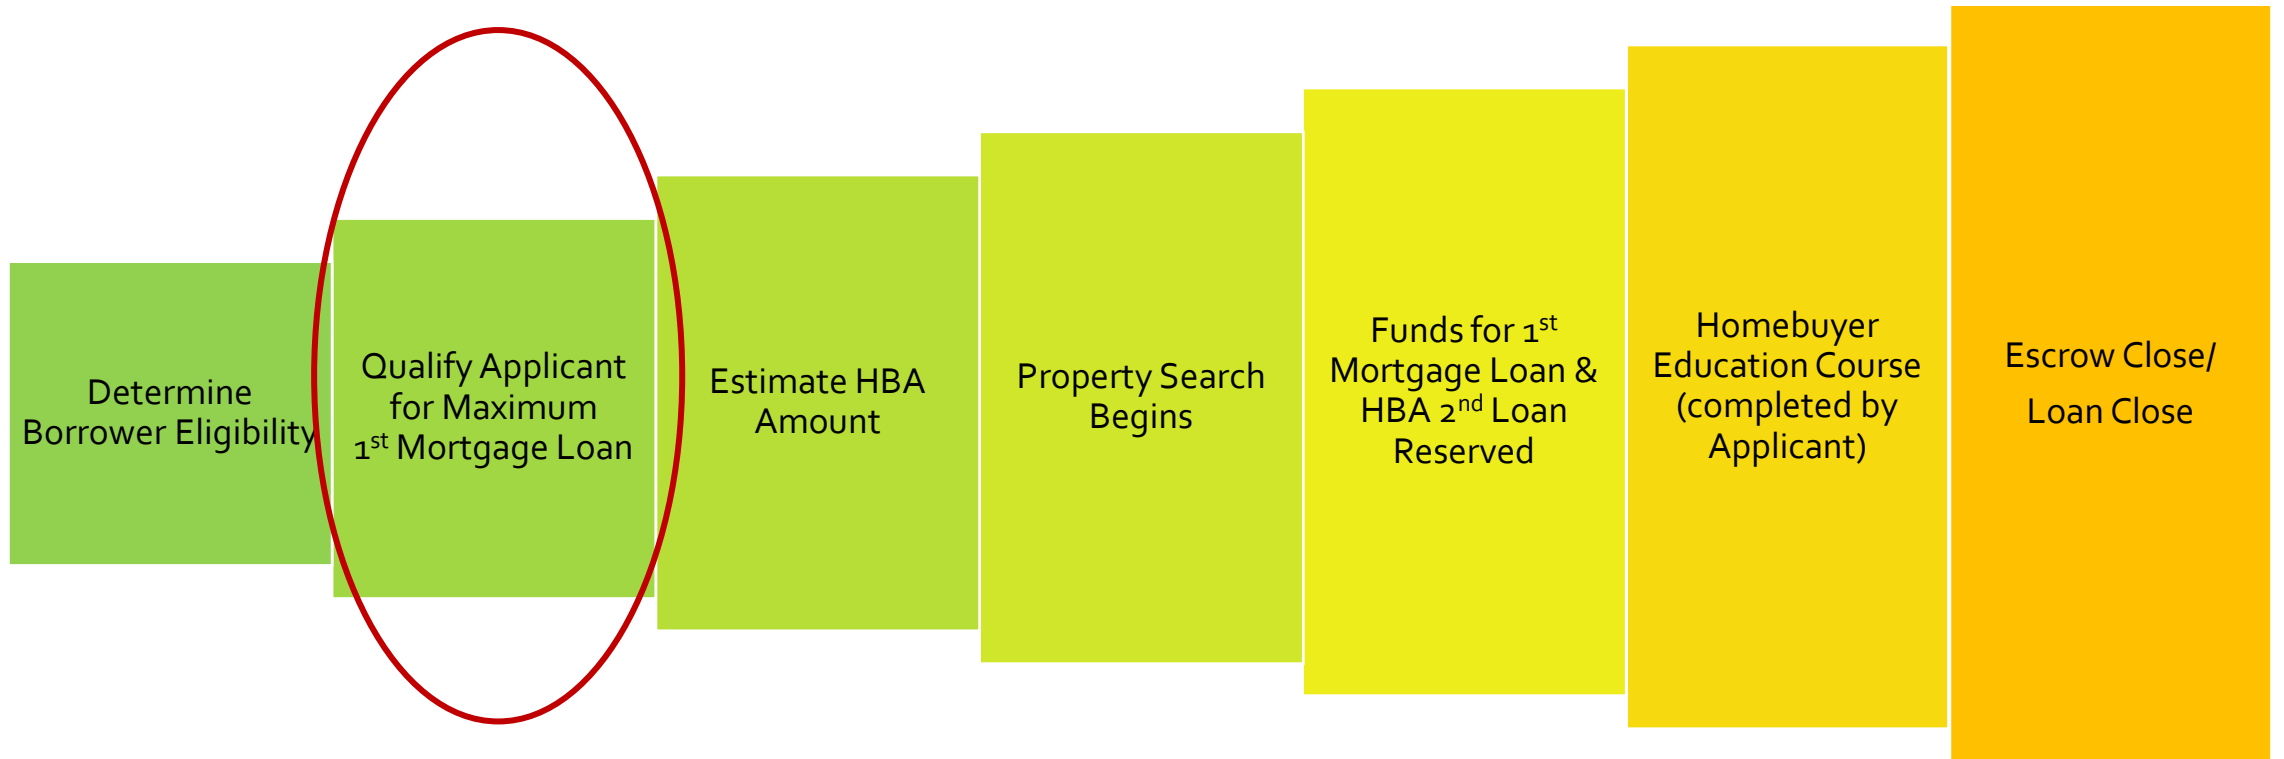 Determine
Borrower Eligibility
Qualify Applicant
for Maximum
1st Mortgage Loan
Estimate HBA
Amount
Property Search
Begins
Funds for 1st
Mortgage Loan &
HBA 2nd Loan
Reserved
Homebuyer
Education Course
(completed by
Applicant)
Escrow Close/
Loan Close